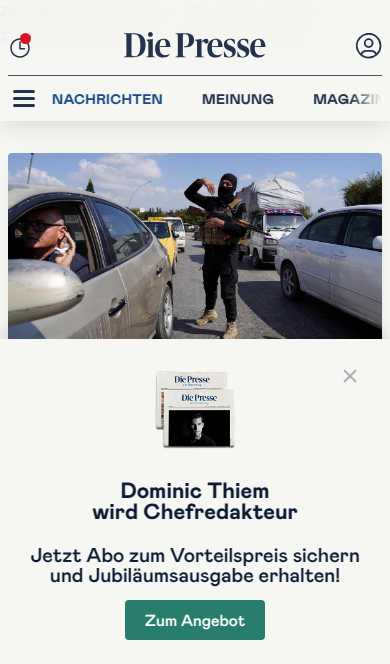 Die Presse
NACHRICHTEN MEINUNG MAGAZIN
Die Presse
Die Presse
Dominic Thiem
wird Chefredakteur
Jetzt Abo zum Vorteilspreis sichern
und Jubiläumsausgabe erhalten!
Zum Angebot